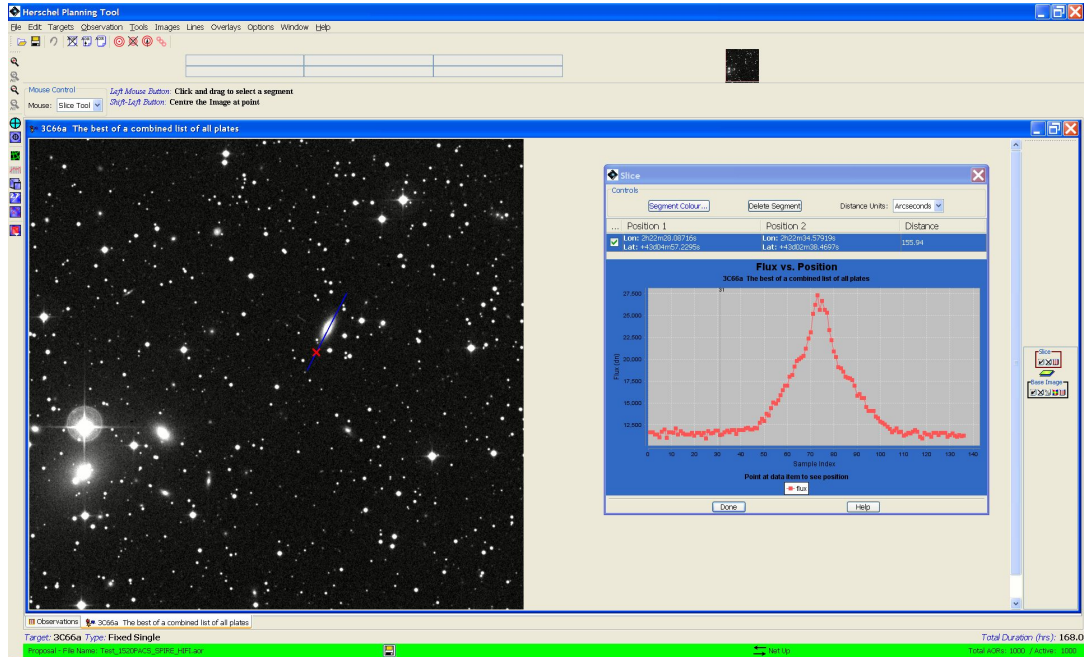 Herschel Planning Tool
File Edit Targets Observation Tools Images Lines Overlays Options Window Help
Mouse Control
Left Mouse Button: Click and drag to select a segment
Mouse: Slice Tool
Shift-Left Button: Centre the Image at point
3C66a The best of a combined list of all plates
Slice
Controls
Segment Colour...
Delete Segment
Distance Units: Arcseconds
... Position 1 Position 2 Distance
Lon: 2h22m28.08716s Lon: 2h22m34.57919s
Lat: +43d04m57.2295s Lat: +43d02m38.4697s
155.94
Flux vs. Position
3C66a The best of a combined list of all plates
31
27,500
25,000
22,500
20,000
17,500
15,000
12,500
Flux (dn)
0 10 20 30 40 50 60 70 80 90 100 110 120 130 140
Sample Index
Point at data item to see position
flux
Done Help
Slice
Base Image
Observations 3C66a The best of a combined list of all plates
Target: 3C66a Type: Fixed Single Total Duration (hrs): 168.0
Proposal - File Name: Test_1520PACS_SPIRE_HIFI.aor Net Up Total AORs: 1000 / Active: 1000